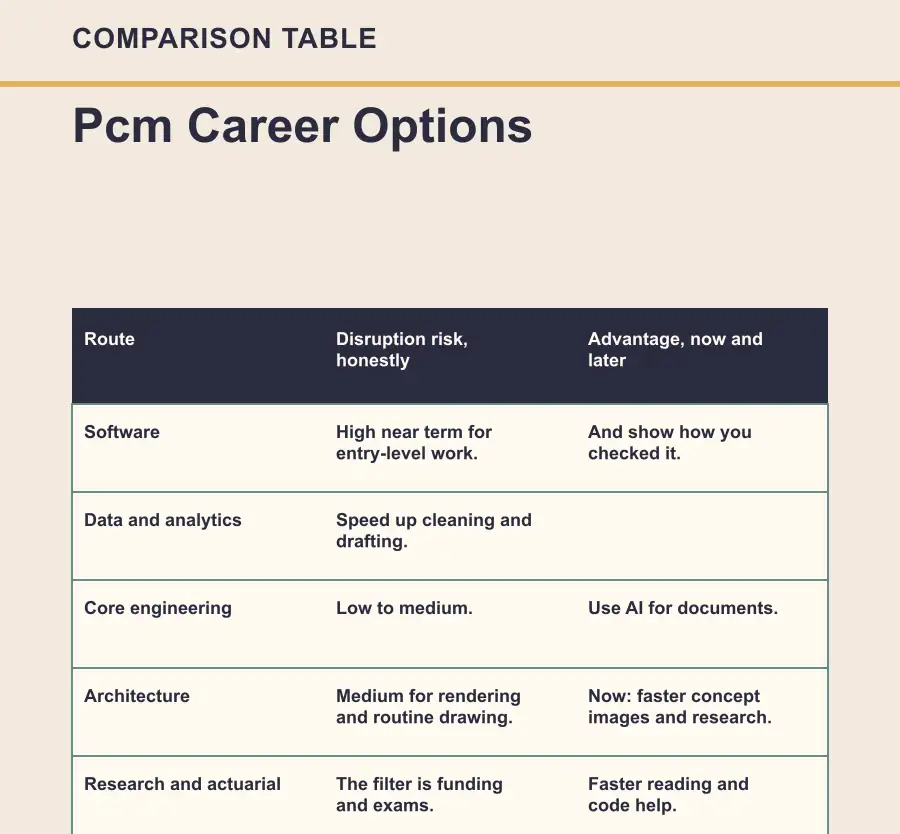 COMPARISON TABLE
Pcm Career Options
Route
Disruption risk,
honestly
Advantage, now and
later
Software
High near term for
entry-level work.
And show how you
checked it.
Data and analytics
Speed up cleaning and
drafting.
Core engineering
Low to medium.
Use AI for documents.
Architecture
Medium for rendering
and routine drawing.
Now: faster concept
images and research.
Research and actuarial
The filter is funding
and exams.
Faster reading and
code help.